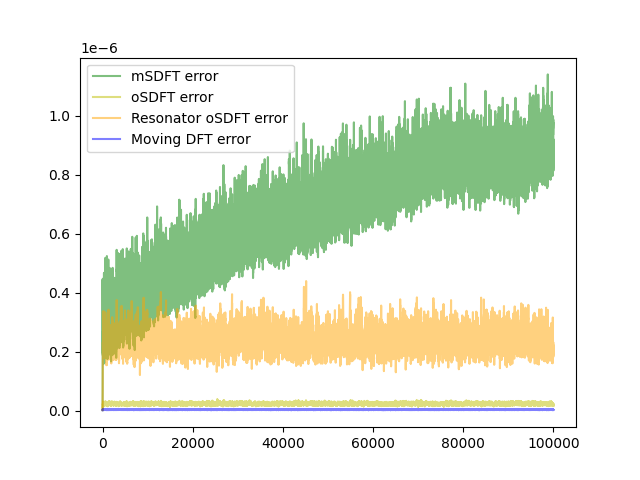 1e−6
mSDFT error
oSDFT error
Resonator oSDFT error
Moving DFT error
1.0
0.8
0.6
0.4
0.2
0.0
0 20000 40000 60000 80000 100000